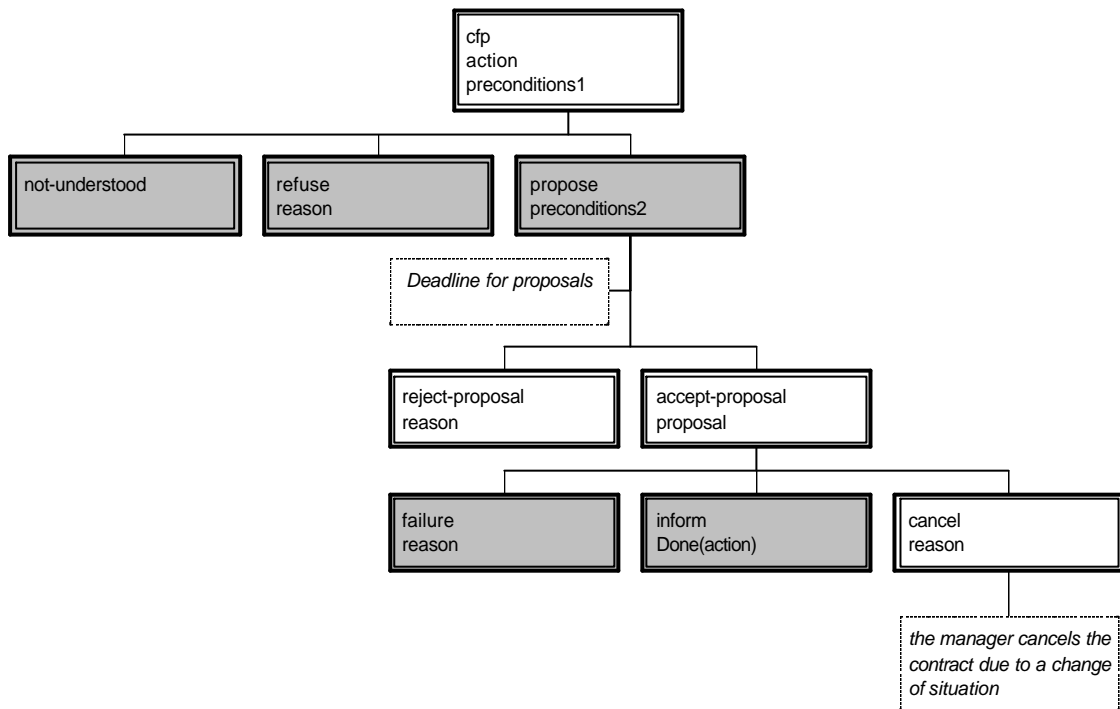 cfp
action
preconditions1
not-understood
refuse
reason
propose
preconditions2
Deadline for proposals
reject-proposal
reason
accept-proposal
proposal
failure
reason
inform
Done(action)
cancel
reason
the manager cancels the
contract due to a change
of situation